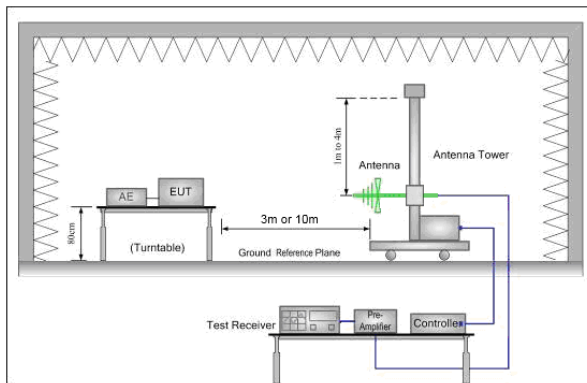 1m to 4m
Antenna
Antenna Tower
AE
EUT
3m or 10m
80cm
(Turntable)
Ground Reference Plane
Test Receiver
Pre-
Amplifier
Controller